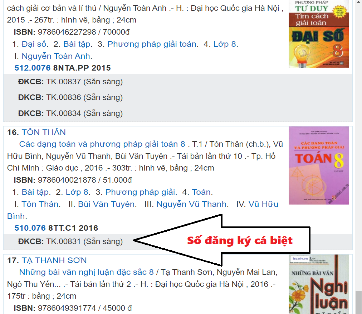 cách giải cơ bản và lí thú / Nguyễn Toàn Anh .- H. : Đại học Quốc gia Hà Nội ,
2015 .- 267tr. : hình vẽ, bảng , 24cm
ISBN: 9786046227298 / 70000đ
1. Đại số. 2. Bài tập. 3. Phương pháp giải. 4. Lớp 8.
I. Nguyễn Toàn Anh.
512.0076 8NTA.PP 2015
ĐKCB: TK.00837 (Sẵn sàng)
ĐKCB: TK.00836 (Sẵn sàng)
ĐKCB: TK.00834 (Sẵn sàng)
PHƯƠNG PHÁP
TƯ DUY
Tìm cách giải toán
ĐẠI SỐ
8
16. TÔN THÂN
Các dạng toán và phương pháp giải toán 8 . T.1 / Tôn Thân (ch.b.), Vũ
Hữu Bình, Nguyễn Vũ Thanh, Bùi Văn Tuyên .- Tái bản lần thứ 10 .- Tp. Hồ
Chí Minh : Giáo dục , 2016 .- 303tr. : hình vẽ, bảng , 24cm
ISBN: 9786040021878 / 51.000đ
1. Bài tập. 2. Lớp 8. 3. Phương pháp giải. 4. Toán.
I. Tôn Thân. II. Bùi Văn Tuyên. III. Nguyễn Vũ Thanh. IV. Vũ Hữu
Bình.
510.076 8TT.C1 2016
ĐKCB: TK.00831 (Sẵn sàng)
TOÁN 8
Số đăng ký cá biệt
17. TẠ THANH SƠN
Những bài văn nghị luận đặc sắc 8 / Tạ Thanh Sơn, Nguyễn Mai Lan,
Ngô Thu Yến... .- Tái bản lần thứ 2 .- H. : Đại học Quốc gia Hà Nội , 2016 .-
175tr . bảng , 24cm
ISBN: 9786049391774 / 45000 đ
NHỮNG BÀI VĂN
Nghị
luận